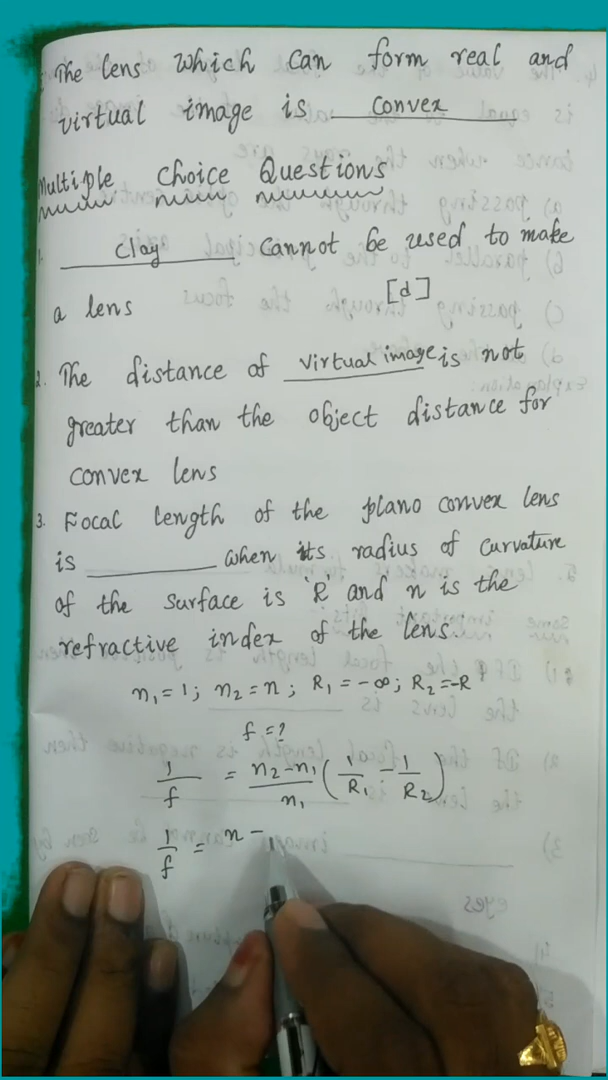 The lens which can form real and
virtual image is convex
Multiple Choice Questions
1. Clay cannot be used to make
a lens [d]
2. The distance of virtual image is not
greater than the object distance for
convex lens
3. Focal length of the plano convex lens
is ________ when its radius of curvature
of the surface is 'R' and n is the
refractive index of the lens.
n₁ = 1; n₂ = n; R₁ = -∞; R₂ = -R
f = ?
1/f = (n₂-n₁)/n₁ (1/R₁ - 1/R₂)
1/f = n -